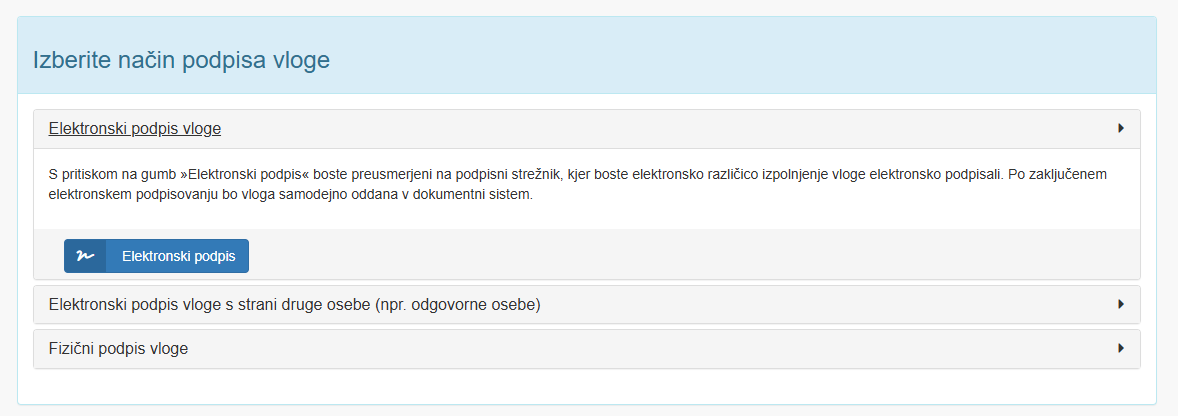 Izberite način podpisa vloge
Elektronski podpis vloge
S pritiskom na gumb »Elektronski podpis« boste preusmerjeni na podpisni strežnik, kjer boste elektronsko različico izpolnjenje vloge elektronsko podpisali. Po zaključenem
elektronskem podpisovanju bo vloga samodejno oddana v dokumentni sistem.
Elektronski podpis
Elektronski podpis vloge s strani druge osebe (npr. odgovorne osebe)
Fizični podpis vloge